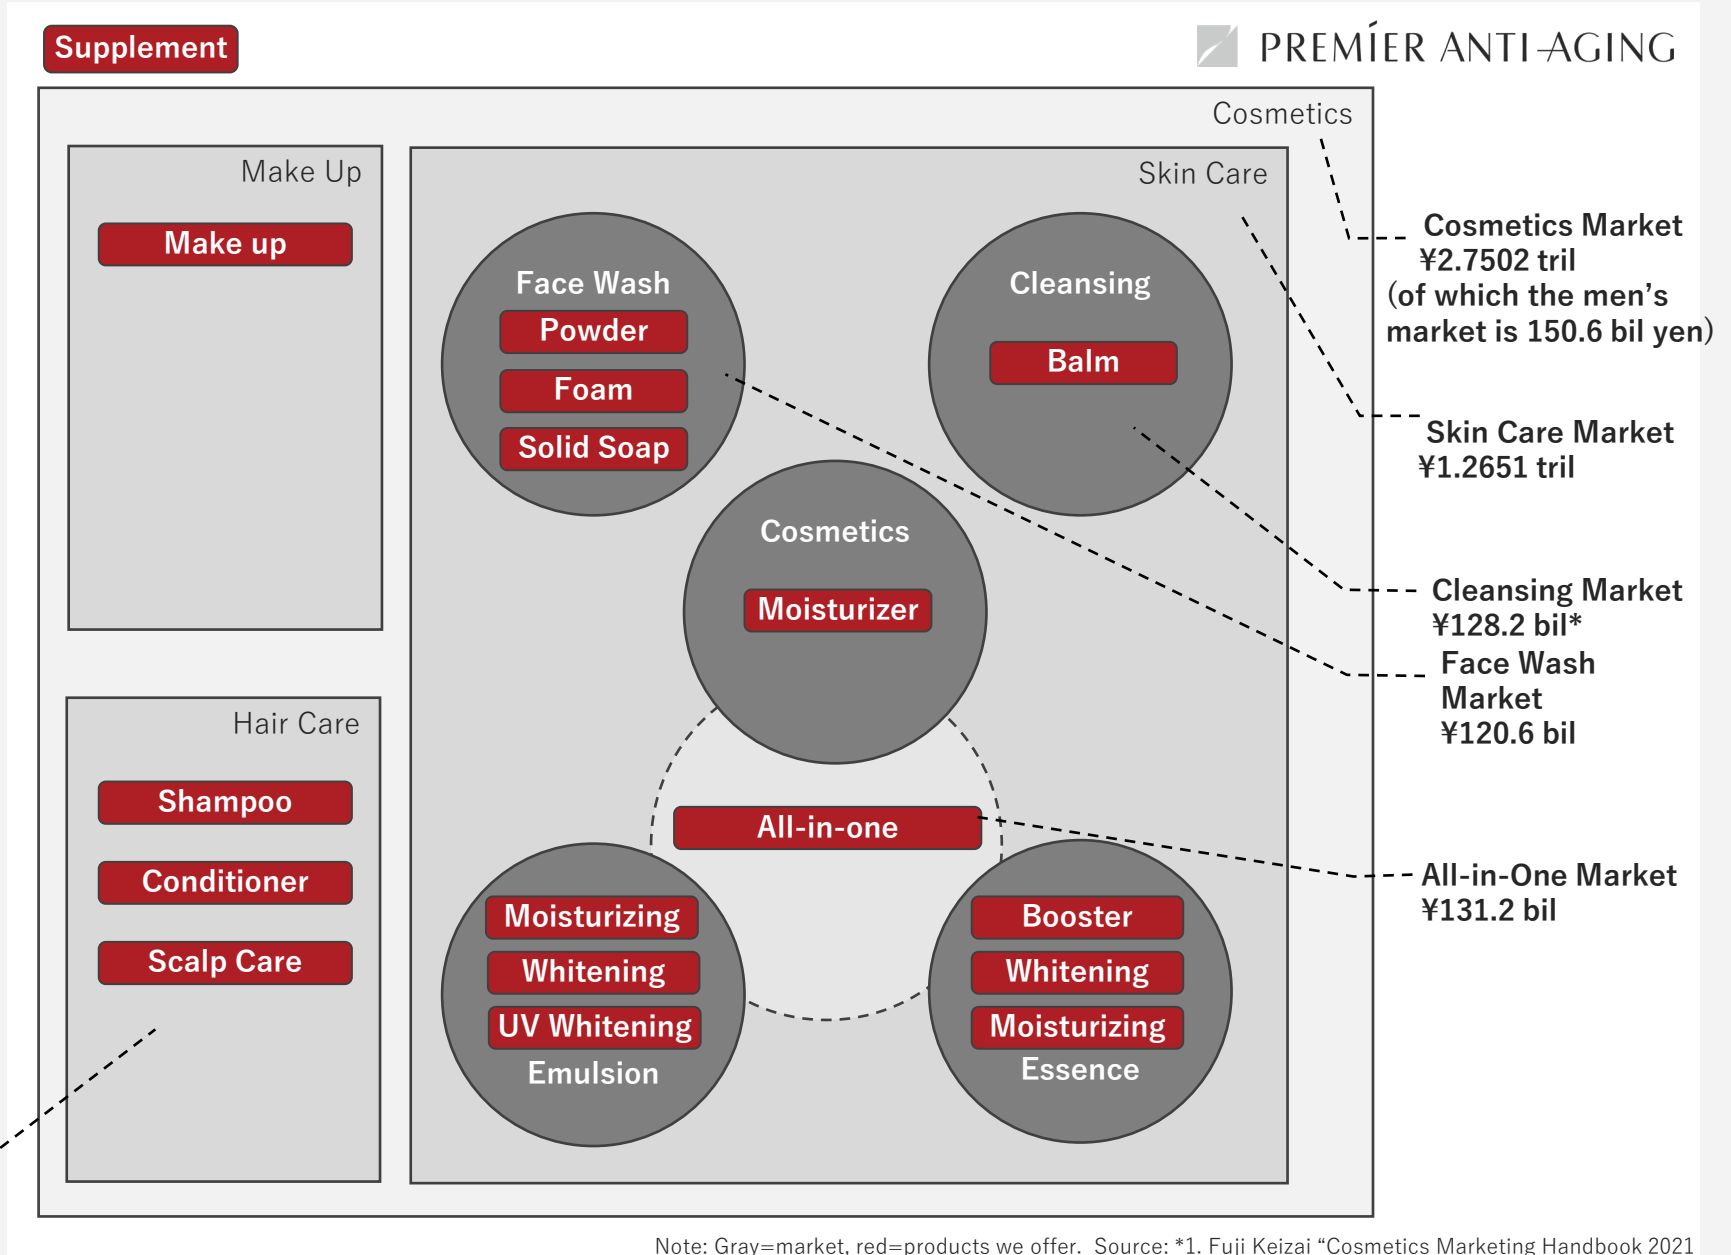 Supplement
PREMÍER ANTI-AGING
Cosmetics
Make Up
Make up
Skin Care
Face Wash
Powder
Foam
Solid Soap
Cleansing
Balm
Cosmetics
Moisturizer
All-in-one
Moisturizing
Whitening
UV Whitening
Emulsion
Booster
Whitening
Moisturizing
Essence
Hair Care
Shampoo
Conditioner
Scalp Care
Cosmetics Market
¥2.7502 tril
(of which the men’s
market is 150.6 bil yen)
Skin Care Market
¥1.2651 tril
Cleansing Market
¥128.2 bil*
Face Wash
Market
¥120.6 bil
All-in-One Market
¥131.2 bil
Note: Gray=market, red=products we offer.  Source: *1. Fuji Keizai “Cosmetics Marketing Handbook 2021